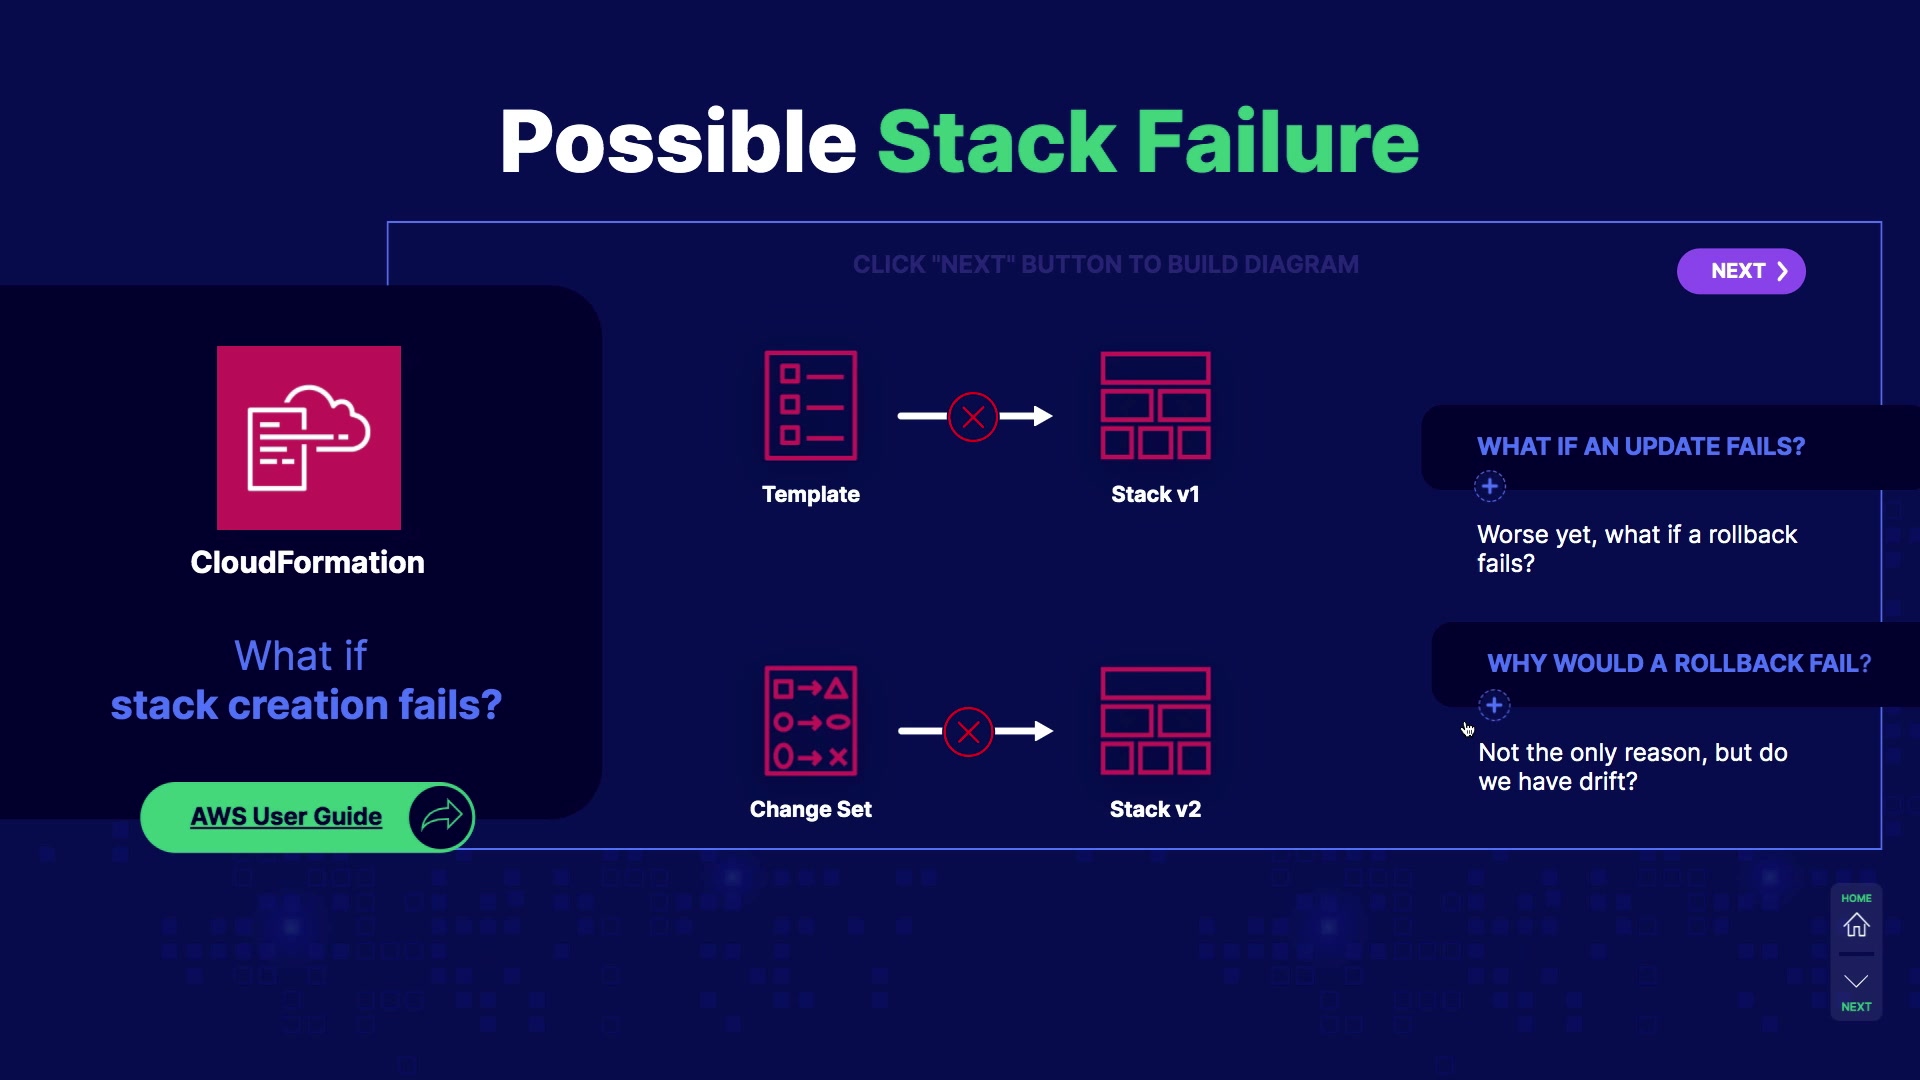 Possible Stack Failure
CLICK "NEXT" BUTTON TO BUILD DIAGRAM
NEXT
CloudFormation
What if
stack creation fails?
AWS User Guide
Template
Stack v1
Change Set
Stack v2
WHAT IF AN UPDATE FAILS?
Worse yet, what if a rollback
fails?
WHY WOULD A ROLLBACK FAIL?
Not the only reason, but do
we have drift?
HOME
NEXT